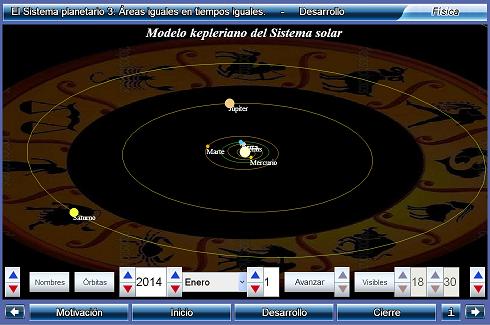 El Sistema planetario 3. Áreas iguales en tiempos iguales. - Desarrollo
Física
Modelo kepleriano del Sistema solar
Júpiter
Marte
Mercurio
Saturno
Nombres Órbitas 2014 Enero 1 Avanzar Visibles 18 30
Motivación Inicio Desarrollo Cierre i